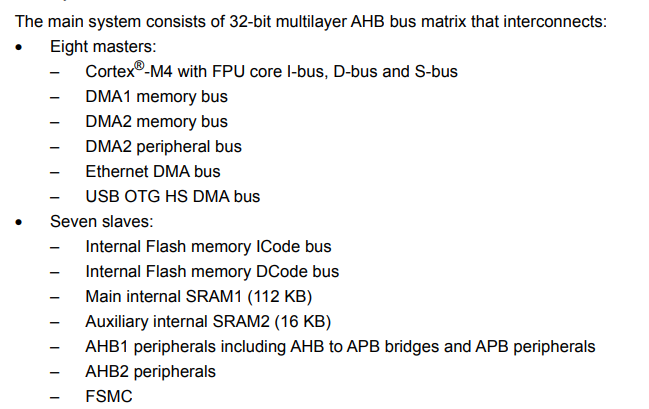 The main system consists of 32-bit multilayer AHB bus matrix that interconnects:
• Eight masters:
– Cortex®-M4 with FPU core I-bus, D-bus and S-bus
– DMA1 memory bus
– DMA2 memory bus
– DMA2 peripheral bus
– Ethernet DMA bus
– USB OTG HS DMA bus
• Seven slaves:
– Internal Flash memory ICode bus
– Internal Flash memory DCode bus
– Main internal SRAM1 (112 KB)
– Auxiliary internal SRAM2 (16 KB)
– AHB1 peripherals including AHB to APB bridges and APB peripherals
– AHB2 peripherals
– FSMC